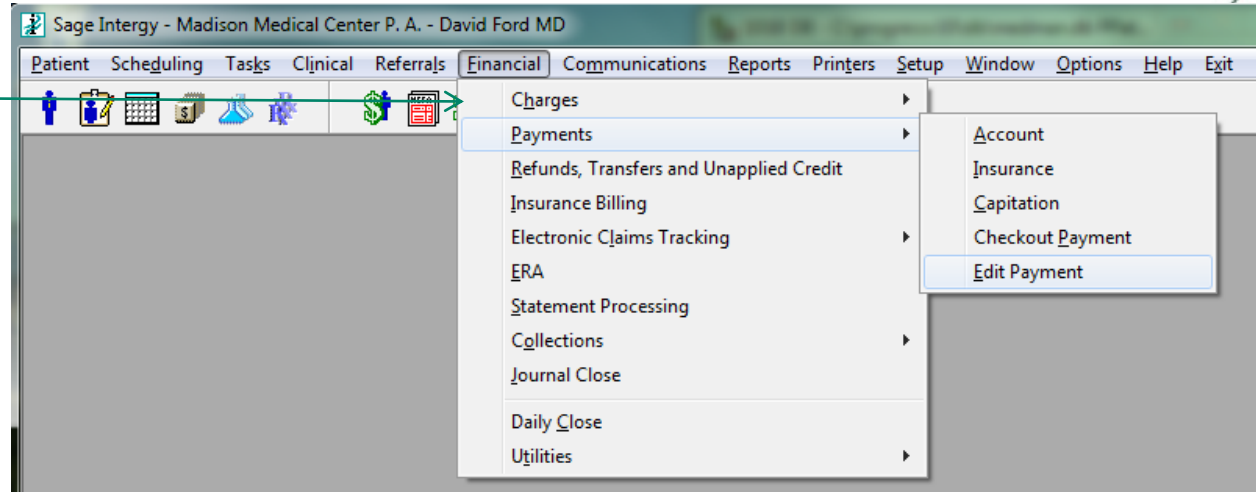 Sage Intergy - Madison Medical Center P. A. - David Ford MD
Patient Scheduling Tasks Clinical Referrals Financial Communications Reports Printers Setup Window Options Help Exit
Charges
Payments
Refunds, Transfers and Unapplied Credit
Insurance Billing
Electronic Claims Tracking
ERA
Statement Processing
Collections
Journal Close
Daily Close
Utilities
Account
Insurance
Capitation
Checkout Payment
Edit Payment